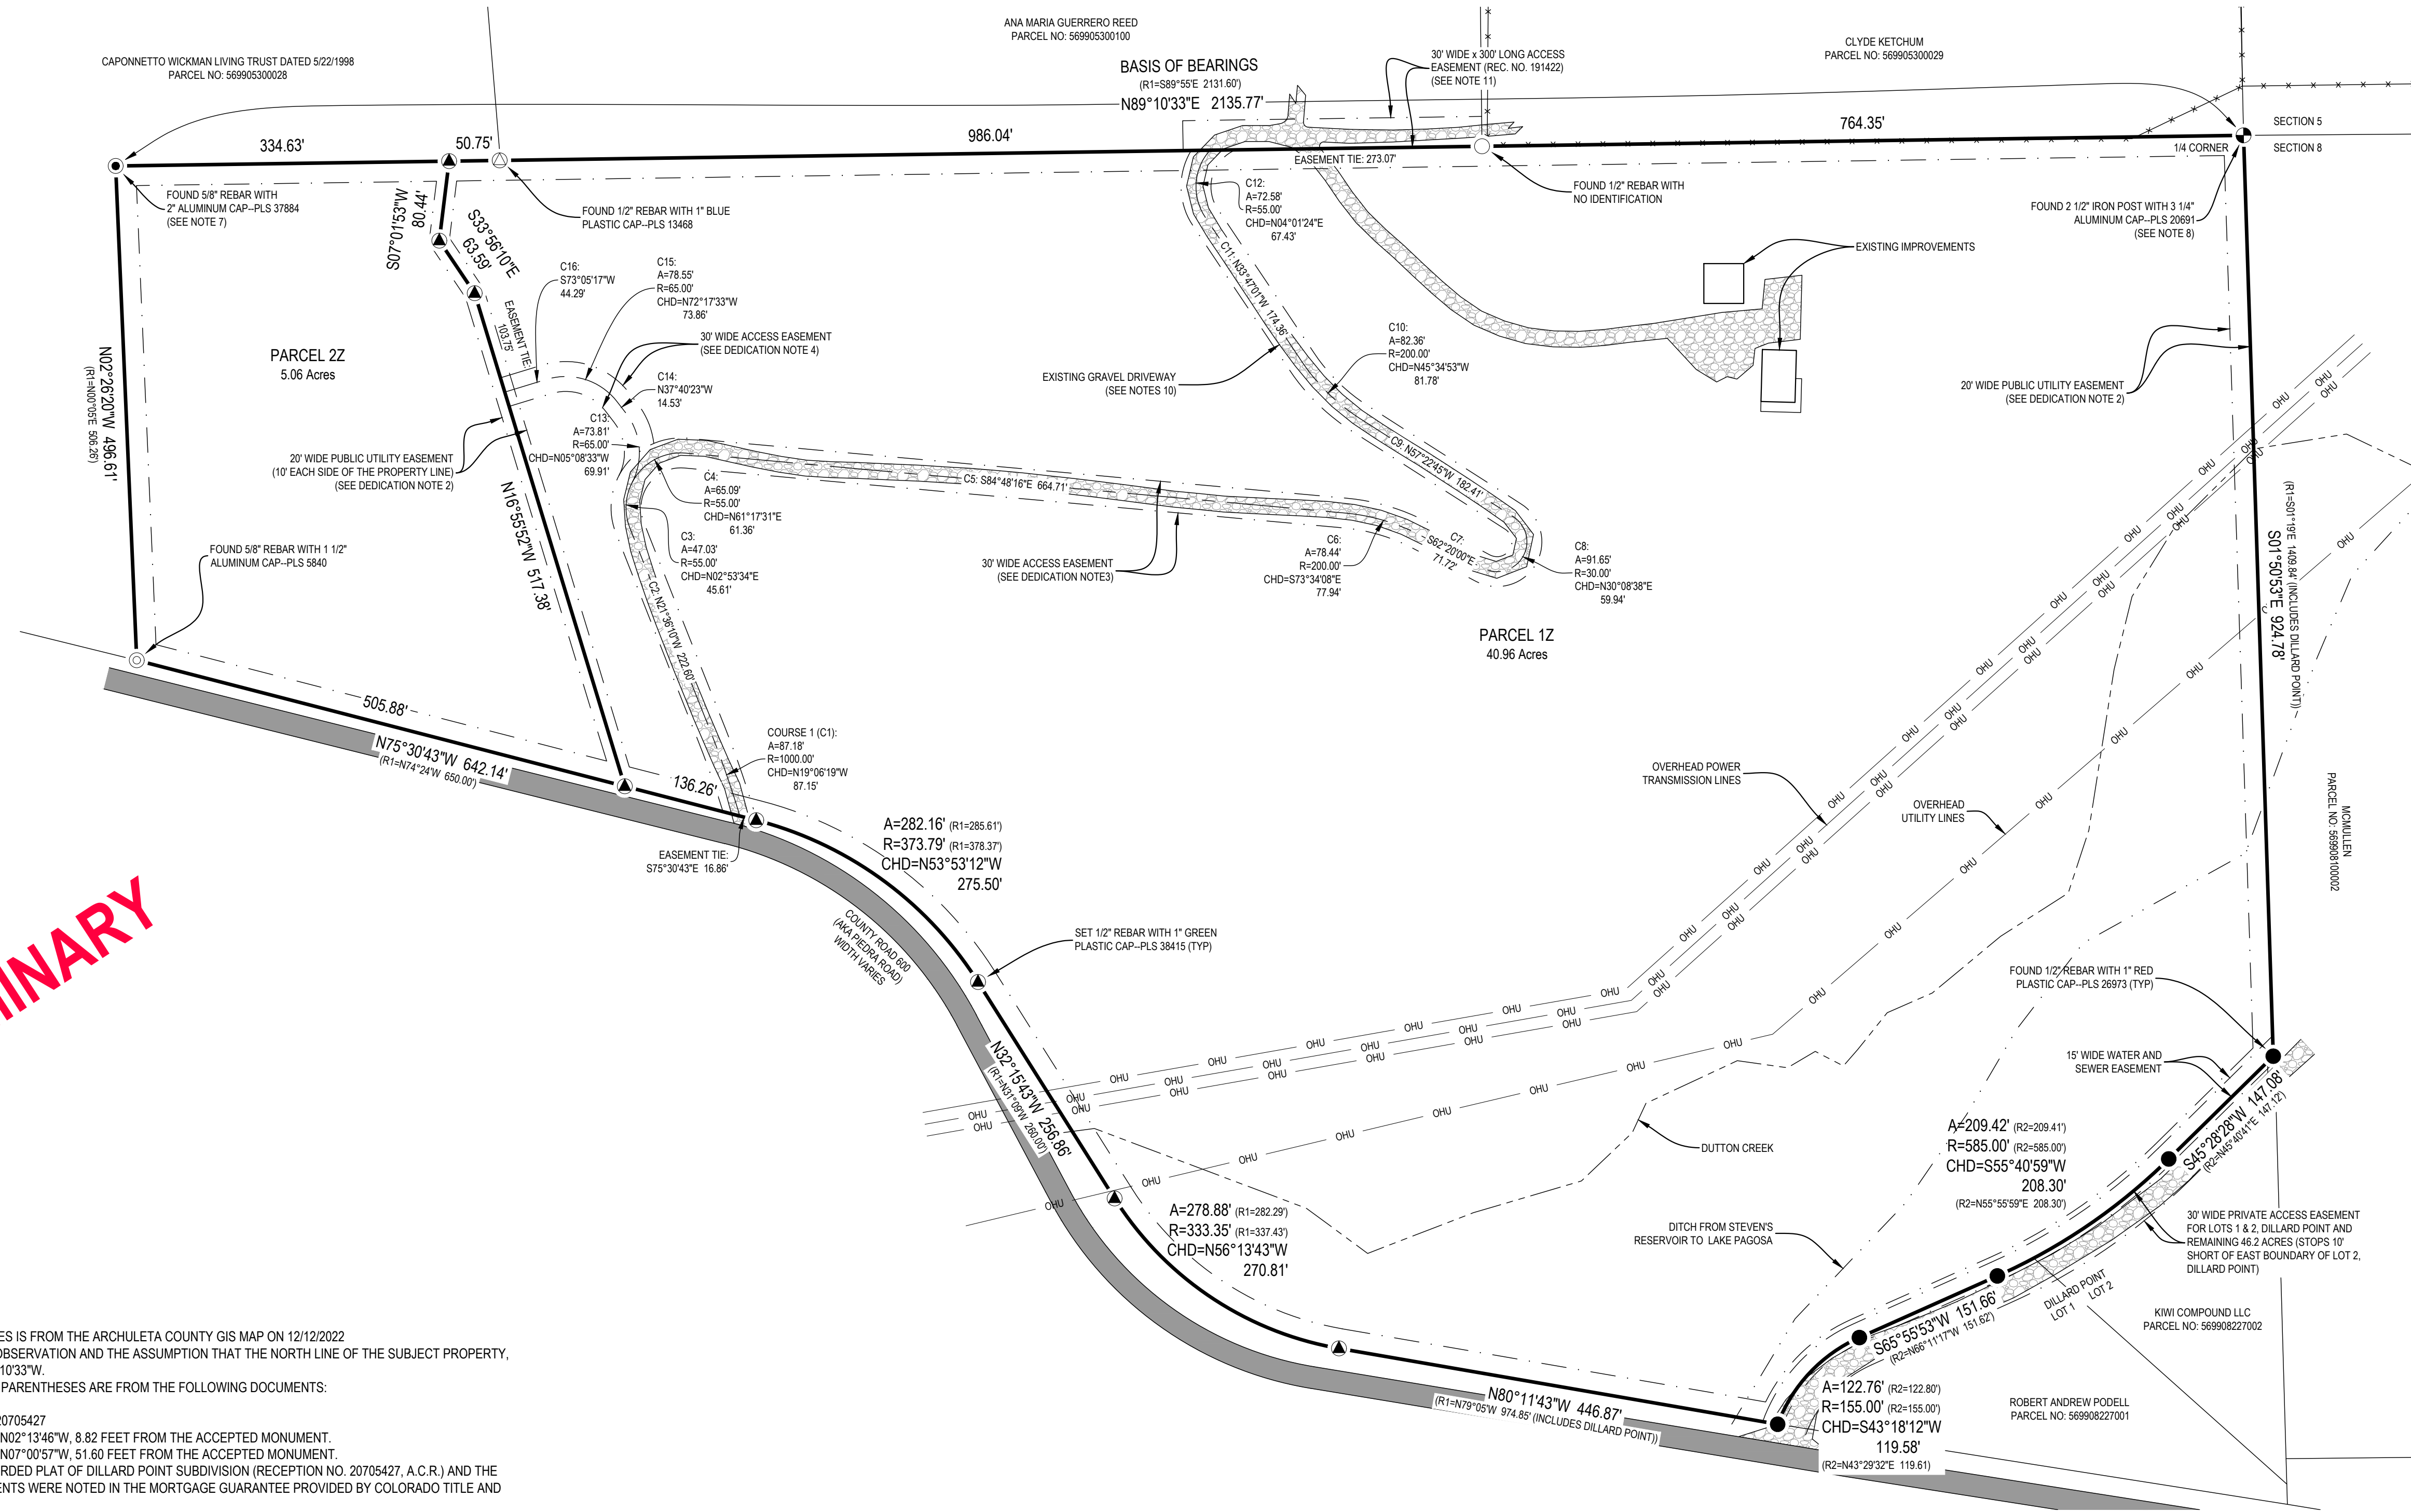 ANA MARIA GUERRERO REED
PARCEL NO: 569905300100
CLYDE KETCHUM
PARCEL NO: 569905300029
CAPONNETTO WICKMAN LIVING TRUST DATED 5/22/1998
PARCEL NO: 569905300028
BASIS OF BEARINGS
(R1=S89°55'E 2131.60')
N89°10'33"E 2135.77'
30' WIDE x 300' LONG ACCESS
EASEMENT (REC. NO. 191422)
(SEE NOTE 11)
334.63'
50.75'
986.04'
764.35'
SECTION 5
SECTION 8
1/4 CORNER
EASEMENT TIE: 273.07'
FOUND 5/8" REBAR WITH
2" ALUMINUM CAP--PLS 37884
(SEE NOTE 7)
S07°01'53"W
80.44'
S33°56'10"E
63.59'
FOUND 1/2" REBAR WITH 1" BLUE
PLASTIC CAP--PLS 13468
C12:
A=72.58'
R=55.00'
CHD=N04°01'24"E
67.43'
FOUND 1/2" REBAR WITH
NO IDENTIFICATION
FOUND 2 1/2" IRON POST WITH 3 1/4"
ALUMINUM CAP--PLS 20691
(SEE NOTE 8)
EXISTING IMPROVEMENTS
C16:
S73°05'17"W
44.29'
C15:
A=78.55'
R=65.00'
CHD=N72°17'33"W
73.86'
C11: N33°47'01"W 174.36'
EASEMENT TIE:
103.75'
30' WIDE ACCESS EASEMENT
(SEE DEDICATION NOTE 4)
PARCEL 2Z
5.06 Acres
N02°26'20"W 496.61'
(R1=N00°05'E 506.26')
C14:
N37°40'23"W
14.53'
C10:
A=82.36'
R=200.00'
CHD=N45°34'53"W
81.78'
EXISTING GRAVEL DRIVEWAY
(SEE NOTES 10)
20' WIDE PUBLIC UTILITY EASEMENT
(SEE DEDICATION NOTE 2)
C13:
A=73.81'
R=65.00'
CHD=N05°08'33"W
69.91'
20' WIDE PUBLIC UTILITY EASEMENT
(10' EACH SIDE OF THE PROPERTY LINE)
(SEE DEDICATION NOTE 2)
N16°55'52"W 517.38'
C9: N57°22'45"W 182.41'
C4:
A=65.09'
R=55.00'
CHD=N61°17'31"E
61.36'
C5: S84°48'16"E 664.71'
C3:
A=47.03'
R=55.00'
CHD=N02°53'34"E
45.61'
30' WIDE ACCESS EASEMENT
(SEE DEDICATION NOTE3)
C6:
A=78.44'
R=200.00'
CHD=S73°34'08"E
77.94'
C7:
S62°20'00"E
71.72'
C8:
A=91.65'
R=30.00'
CHD=N30°08'38"E
59.94'
FOUND 5/8" REBAR WITH 1 1/2"
ALUMINUM CAP--PLS 5840
C2: N21°36'10"W 222.60'
PARCEL 1Z
40.96 Acres
S01°50'53"E 924.78'
(R1=S01°19'E 1409.84' (INCLUDES DILLARD POINT))
505.88'
N75°30'43"W 642.14'
(R1=N74°24'W 650.00')
136.26'
COURSE 1 (C1):
A=87.18'
R=1000.00'
CHD=N19°06'19"W
87.15'
OVERHEAD POWER
TRANSMISSION LINES
OVERHEAD
UTILITY LINES
MCMULLEN
PARCEL NO: 569908100002
EASEMENT TIE:
S75°30'43"E 16.86'
A=282.16' (R1=285.61')
R=373.79' (R1=378.37')
CHD=N53°53'12"W
275.50'
INARY
COUNTY ROAD 600
(AKA PIEDRA ROAD)
WIDTH VARIES
SET 1/2" REBAR WITH 1" GREEN
PLASTIC CAP--PLS 38415 (TYP)
FOUND 1/2" REBAR WITH 1" RED
PLASTIC CAP--PLS 26973 (TYP)
N32°15'43"W 256.86'
(R1=N31°09'W 260.00')
15' WIDE WATER AND
SEWER EASEMENT
OHU
DUTTON CREEK
A=209.42' (R2=209.41')
R=585.00' (R2=585.00')
CHD=S55°40'59"W
208.30'
(R2=N55°55'59"E 208.30')
S45°28'28"W 147.08'
(R2=N45°40'41"E 147.12')
A=278.88' (R1=282.29')
R=333.35' (R1=337.43')
CHD=N56°13'43"W
270.81'
DITCH FROM STEVEN'S
RESERVOIR TO LAKE PAGOSA
30' WIDE PRIVATE ACCESS EASEMENT
FOR LOTS 1 & 2, DILLARD POINT AND
REMAINING 46.2 ACRES (STOPS 10'
SHORT OF EAST BOUNDARY OF LOT 2,
DILLARD POINT)
DILLARD POINT
LOT 1 LOT 2
KIWI COMPOUND LLC
PARCEL NO: 569908227002
S65°55'53"W 151.66'
(R2=N66°11'17"W 151.62')
N80°11'43"W 446.87'
(R1=N79°05'W 974.85' (INCLUDES DILLARD POINT))
A=122.76' (R2=122.80')
R=155.00' (R2=155.00')
CHD=S43°18'12"W
119.58'
(R2=N43°29'32"E 119.61)
ROBERT ANDREW PODELL
PARCEL NO: 569908227001
ES IS FROM THE ARCHULETA COUNTY GIS MAP ON 12/12/2022
OBSERVATION AND THE ASSUMPTION THAT THE NORTH LINE OF THE SUBJECT PROPERTY,
10'33"W.
PARENTHESES ARE FROM THE FOLLOWING DOCUMENTS:
20705427
N02°13'46"W, 8.82 FEET FROM THE ACCEPTED MONUMENT.
N07°00'57"W, 51.60 FEET FROM THE ACCEPTED MONUMENT.
RDED PLAT OF DILLARD POINT SUBDIVISION (RECEPTION NO. 20705427, A.C.R.) AND THE
ENTS WERE NOTED IN THE MORTGAGE GUARANTEE PROVIDED BY COLORADO TITLE AND